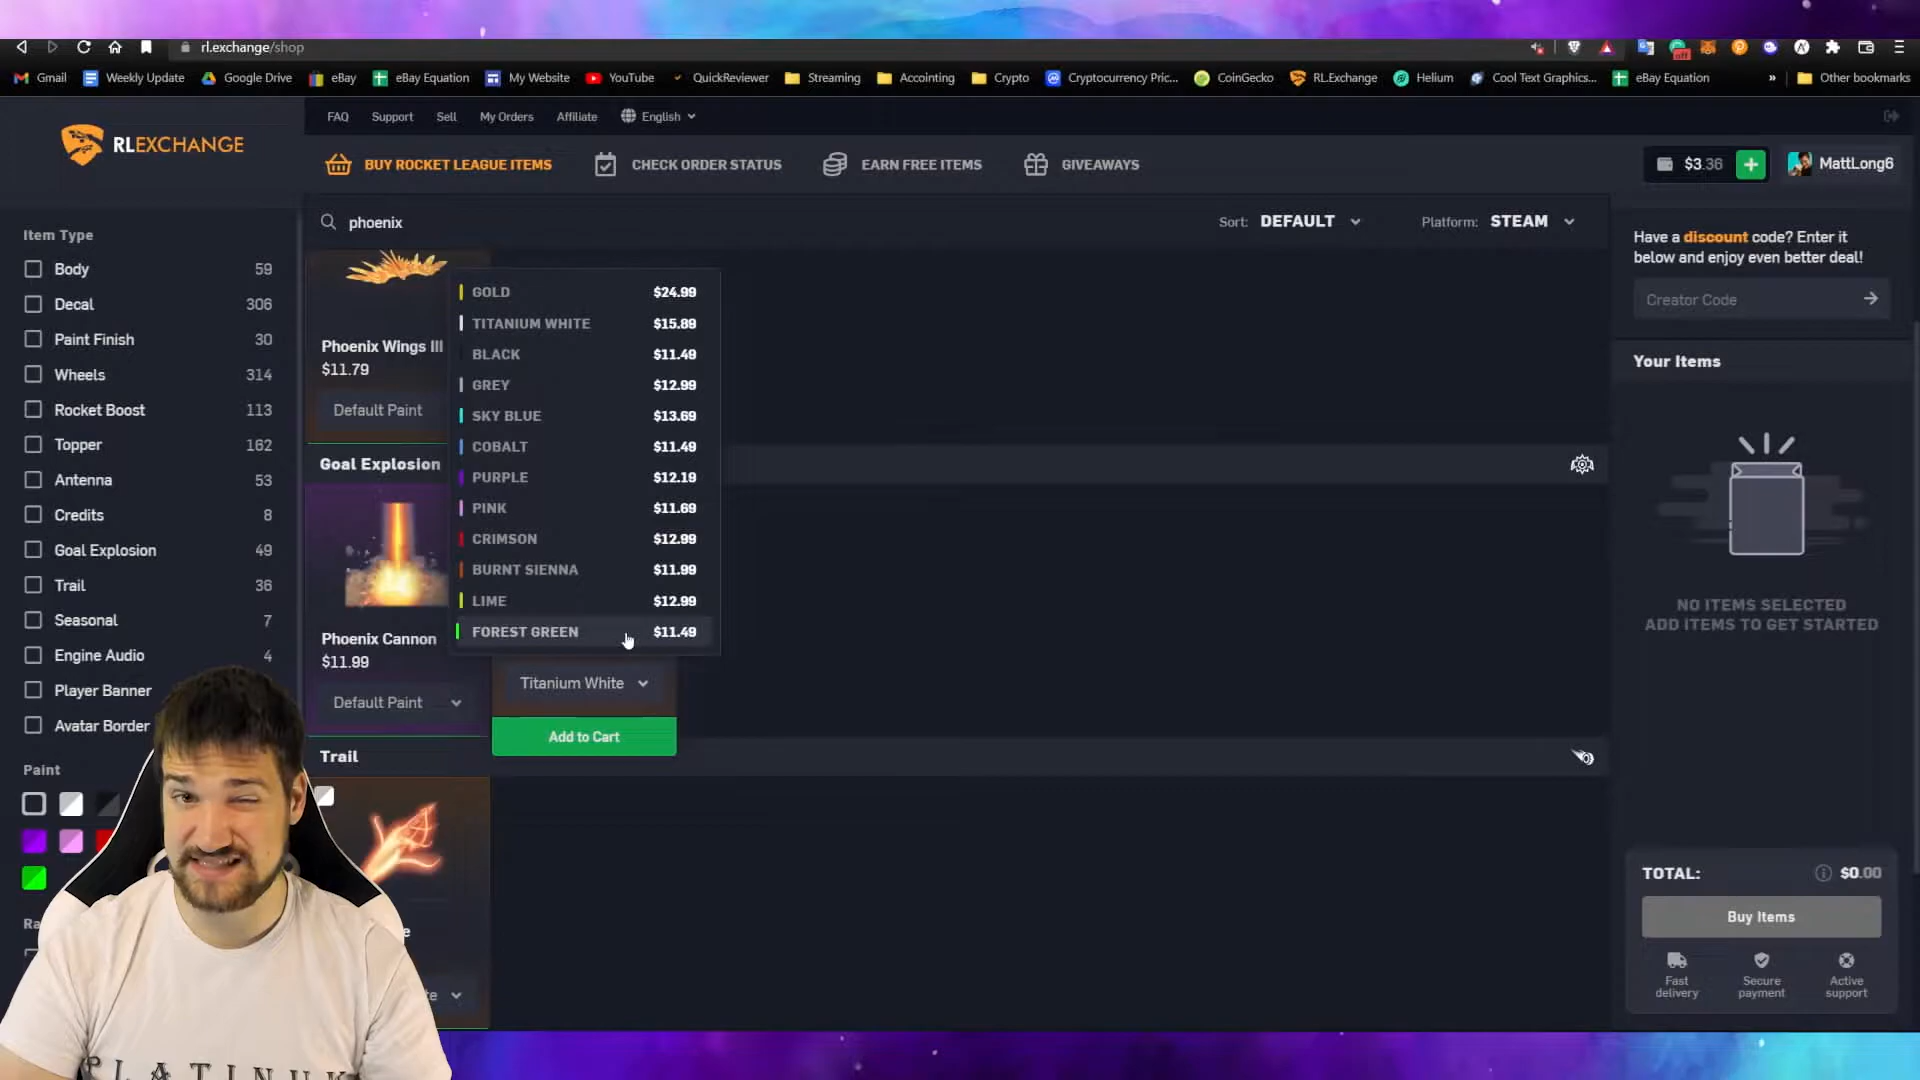 rl.exchange/shop
off
Gmail
Weekly Update
Google Drive
eBay
eBay Equation
My Website
YouTube
QuickReviewer
Streaming
Accointing
Crypto
Cryptocurrency Pric...
CoinGecko
RL.Exchange
Helium
Cool Text Graphics...
eBay Equation
»
Other bookmarks
RLEXCHANGE
FAQ
Support
Sell
My Orders
Affiliate
English
BUY ROCKET LEAGUE ITEMS
CHECK ORDER STATUS
EARN FREE ITEMS
GIVEAWAYS
$3.36
+
MattLong6
phoenix
Sort: DEFAULT
Platform: STEAM
Item Type
Body 59
Decal 306
Paint Finish 30
Wheels 314
Rocket Boost 113
Topper 162
Antenna 53
Credits 8
Goal Explosion 49
Trail 36
Seasonal 7
Engine Audio 4
Player Banner
Avatar Border
Paint
Ra
Phoenix Wings III
$11.79
Default Paint
Goal Explosion
Phoenix Cannon
$11.99
Default Paint
GOLD $24.99
TITANIUM WHITE $15.89
BLACK $11.49
GREY $12.99
SKY BLUE $13.69
COBALT $11.49
PURPLE $12.19
PINK $11.69
CRIMSON $12.99
BURNT SIENNA $11.99
LIME $12.99
FOREST GREEN $11.49
Titanium White
Add to Cart
Trail
e
te
Have a discount code? Enter it
below and enjoy even better deal!
Creator Code
Your Items
NO ITEMS SELECTED
ADD ITEMS TO GET STARTED
TOTAL: $0.00
Buy Items
Fast
delivery
Secure
payment
Active
support
PLATINUK